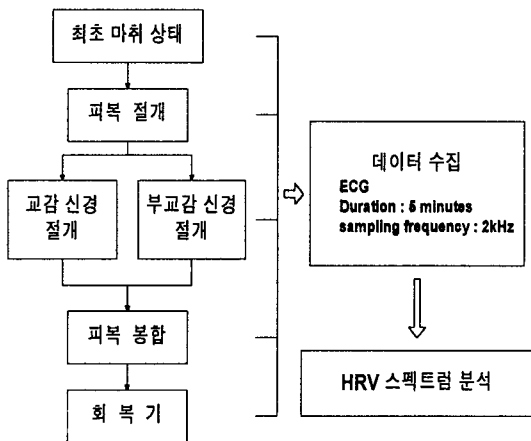 최초 마취 상태
피복 절개
교감 신경
절개
부교감 신경
절개
피복 봉합
회 복 기
데이터 수집
ECG
Duration : 5 minutes
sampling frequency : 2kHz
HRV 스펙트럼 분석